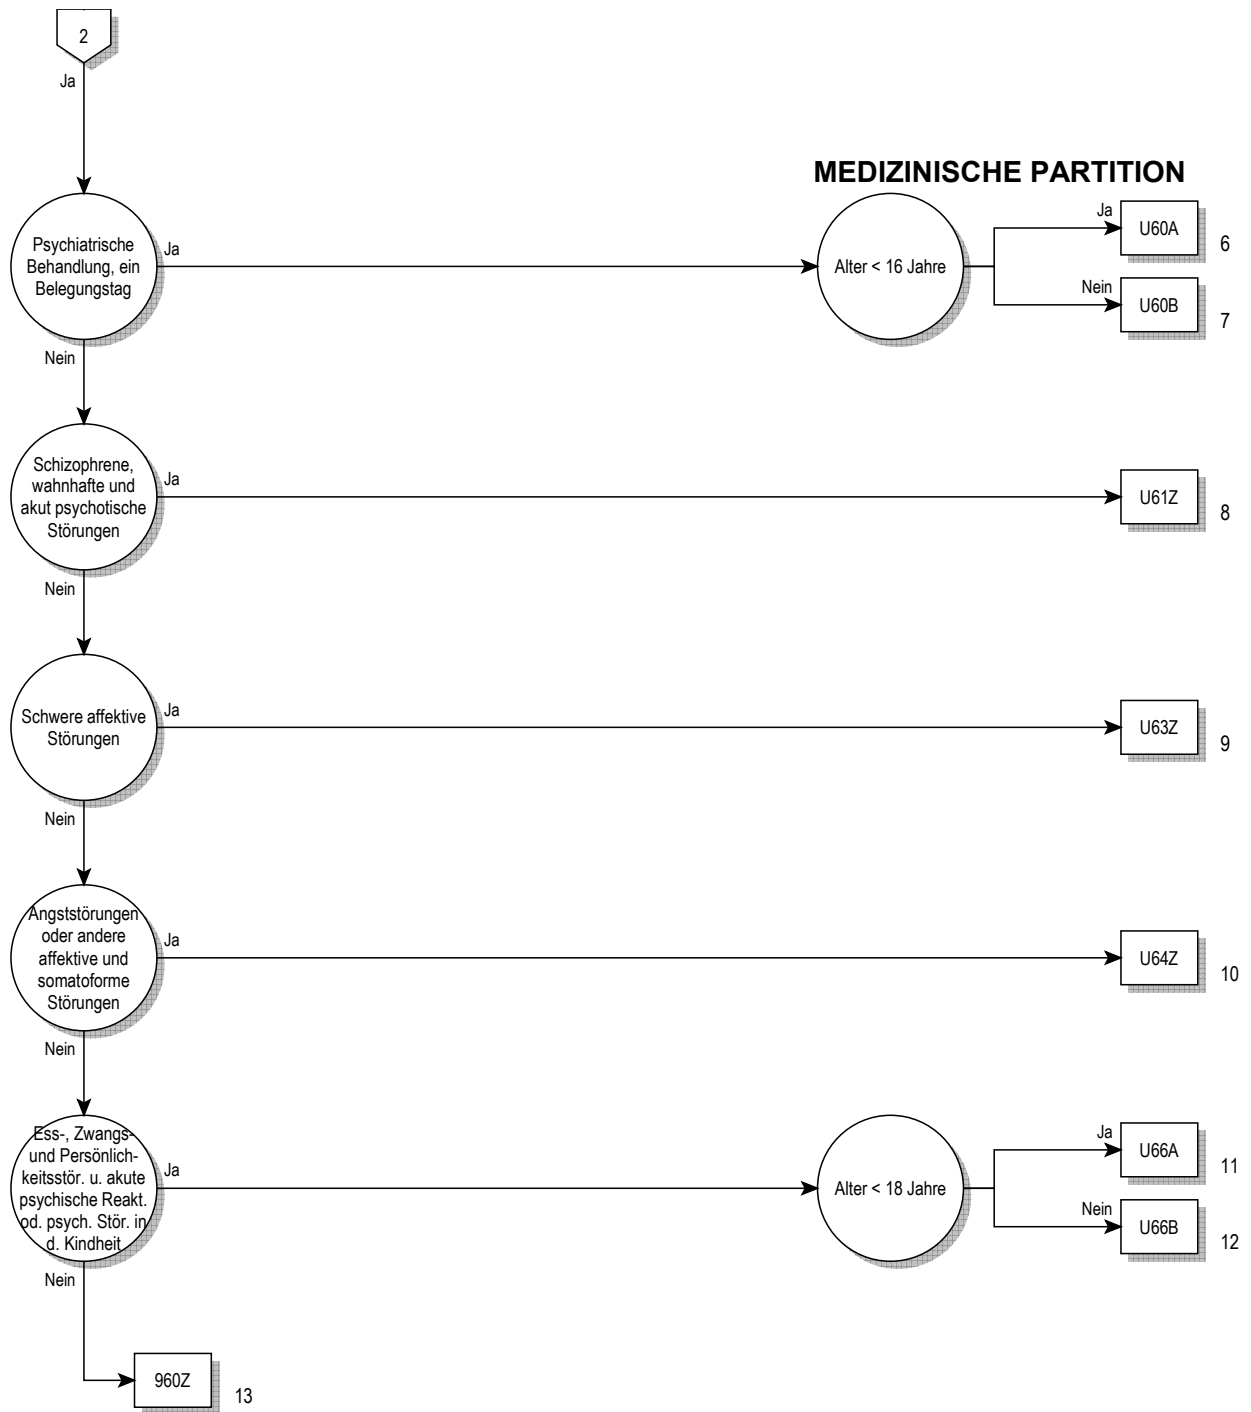 2
Ja
MEDIZINISCHE PARTITION
Psychiatrische
Behandlung, ein
Belegungstag
Ja
Alter < 16 Jahre
Ja
U60A
6
Nein
U60B
7
Nein
Schizophrene,
wahnhafte und
akut psychotische
Störungen
Ja
U61Z
8
Nein
Schwere affektive
Störungen
Ja
U63Z
9
Nein
Angststörungen
oder andere
affektive und
somatoforme
Störungen
Ja
U64Z
10
Nein
Ess-, Zwangs-
und Persönlich-
keitsstör. u. akute
psychische Reakt.
od. psych. Stör. in
d. Kindheit
Ja
Alter < 18 Jahre
Ja
U66A
11
Nein
U66B
12
Nein
960Z
13